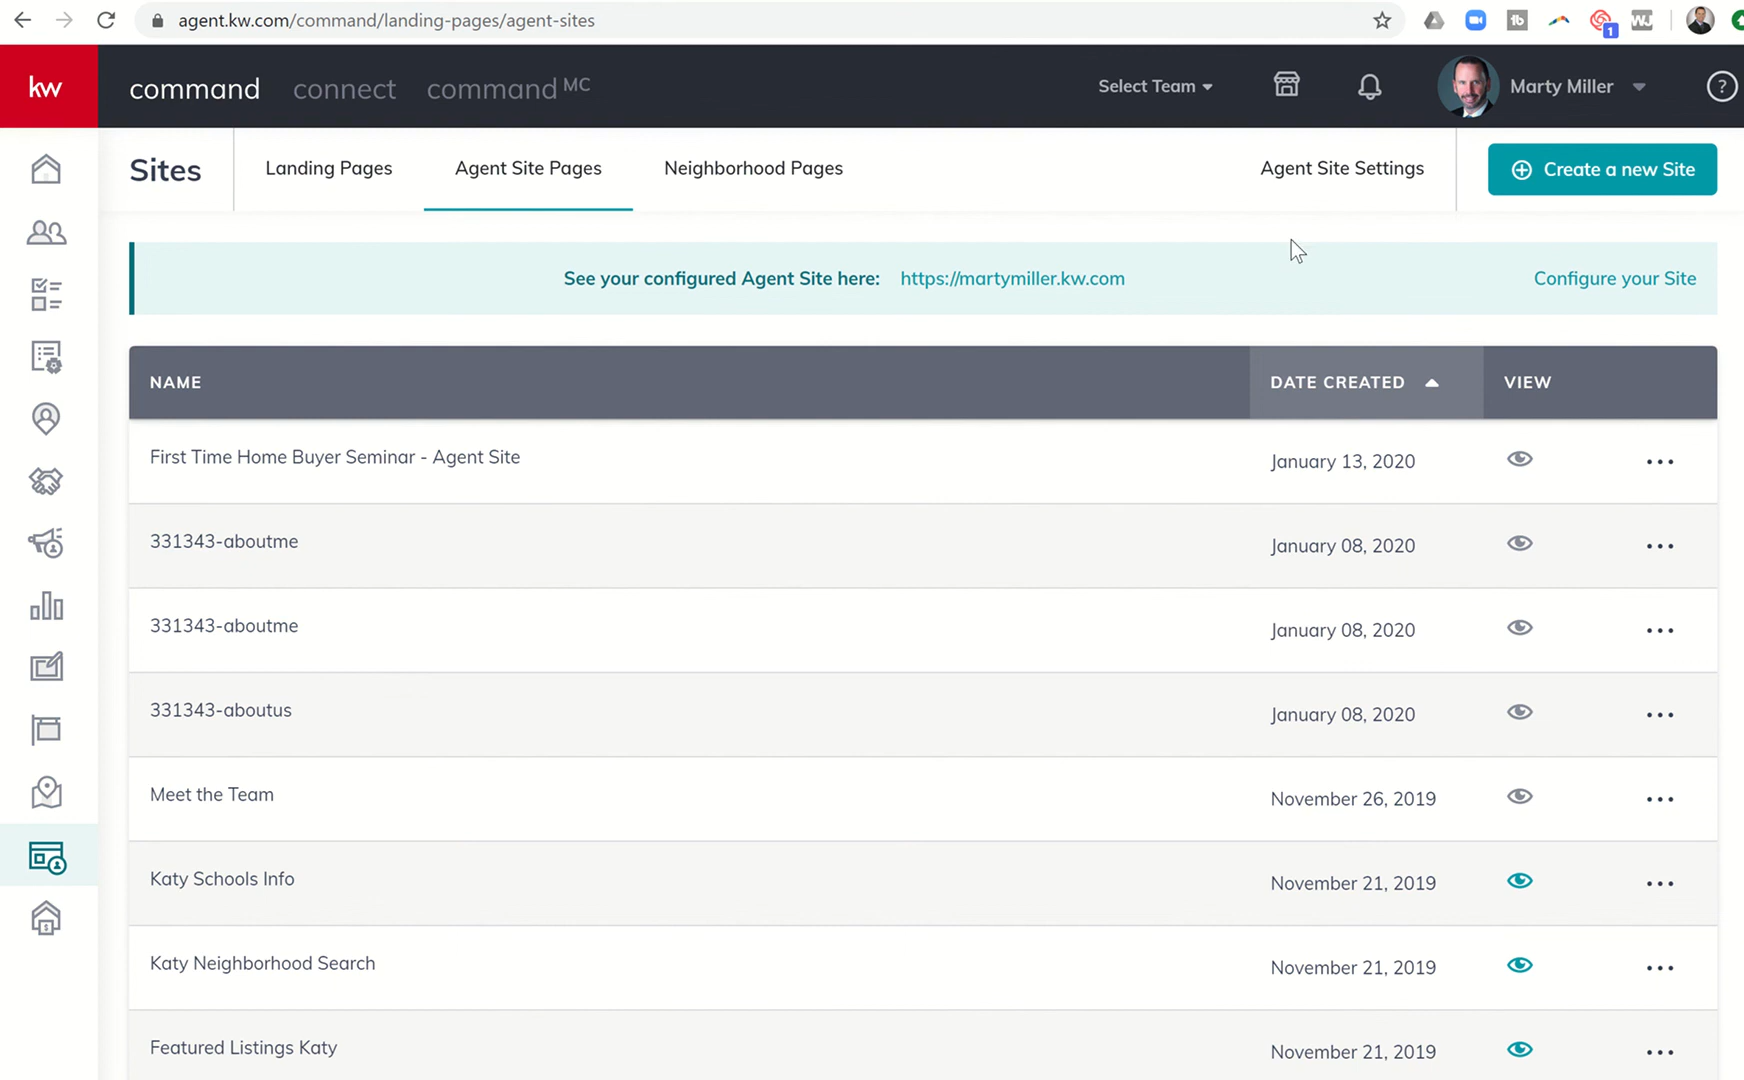 agent.kw.com/command/landing-pages/agent-sites
1
kw
command connect command MC
Select Team
Marty Miller
?
Sites
Landing Pages
Agent Site Pages
Neighborhood Pages
Agent Site Settings
Create a new Site
See your configured Agent Site here: https://martymiller.kw.com
Configure your Site
NAME DATE CREATED VIEW
First Time Home Buyer Seminar - Agent Site January 13, 2020
331343-aboutme January 08, 2020
331343-aboutme January 08, 2020
331343-aboutus January 08, 2020
Meet the Team November 26, 2019
Katy Schools Info November 21, 2019
Katy Neighborhood Search November 21, 2019
Featured Listings Katy November 21, 2019